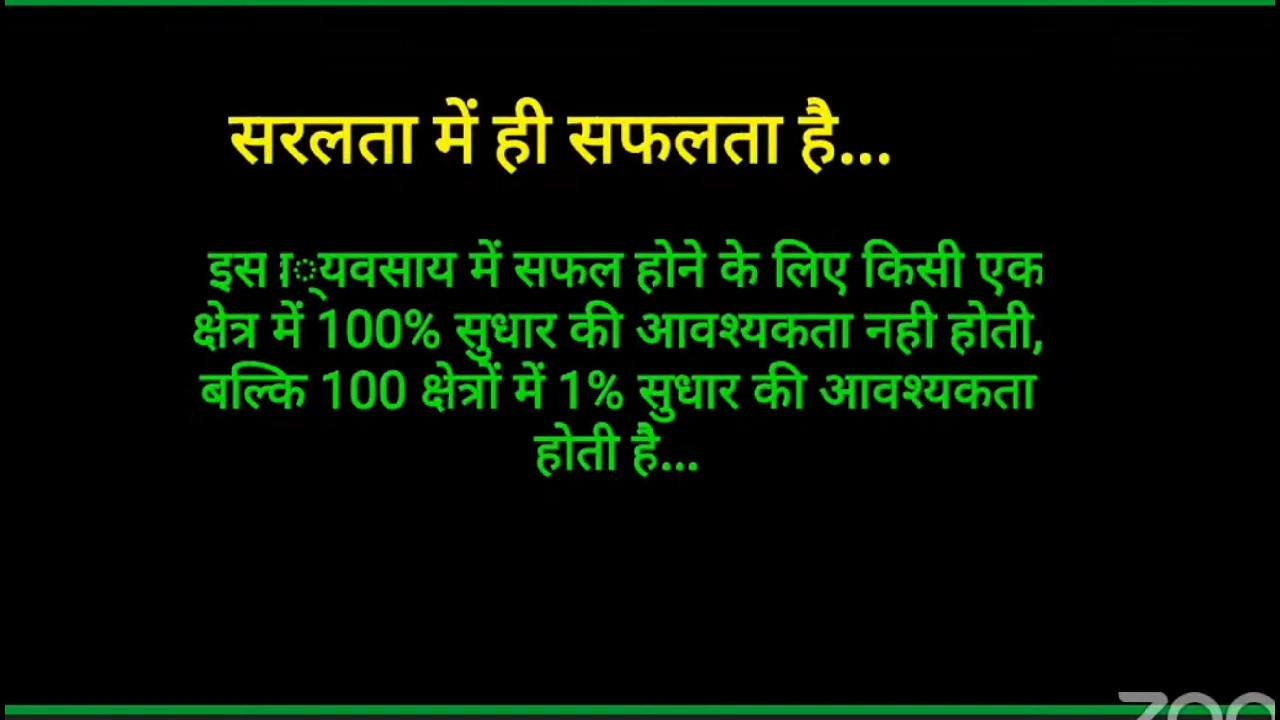 सरलता में ही सफलता है...
इस ्यवसाय में सफल होने के लिए किसी एक
क्षेत्र में 100% सुधार की आवश्यकता नही होती,
बल्कि 100 क्षेत्रों में 1% सुधार की आवश्यकता
होती है...